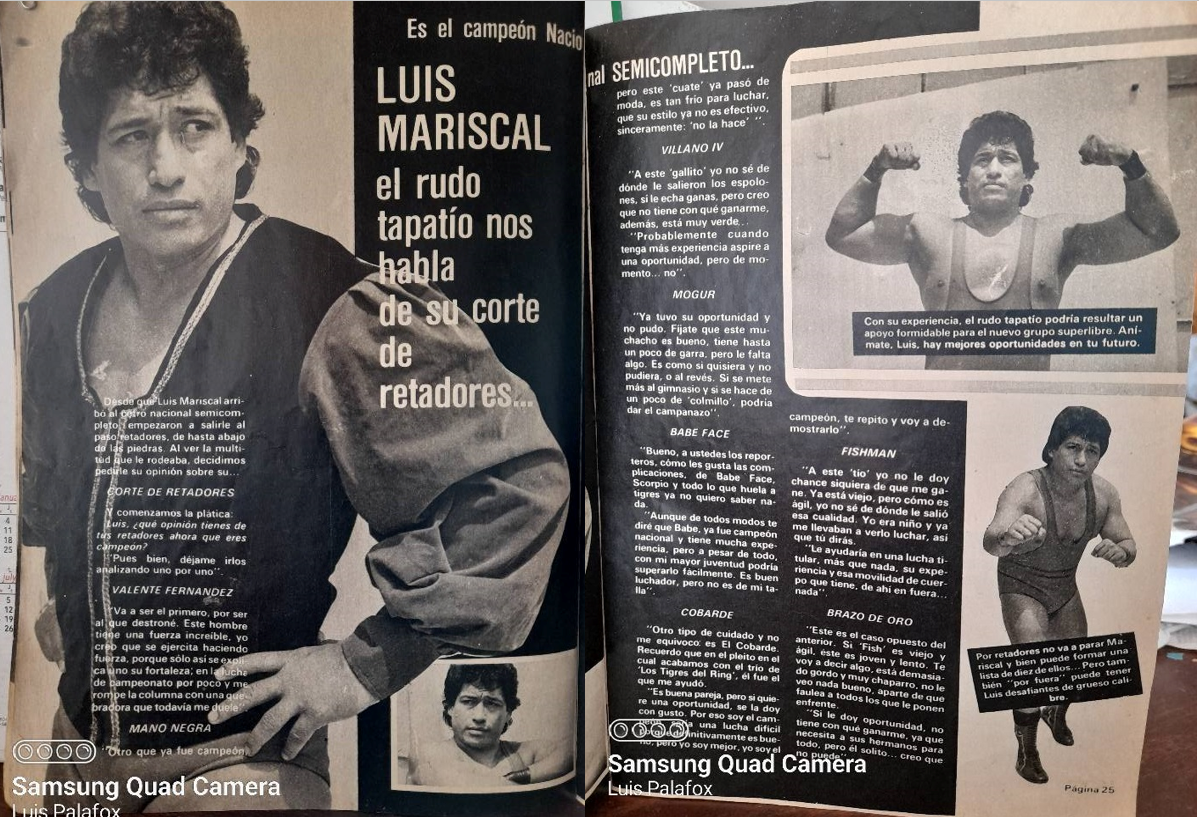 Es el campeón Nacio
nal SEMICOMPLETO...
LUIS
MARISCAL
el rudo
tapatío nos
habla
de su corte
de
retadores...
Desde que Luis Mariscal arri-
bó al cetro nacional semicom-
pleto, empezaron a salirle al
paso retadores, de hasta abajo
de las piedras. Al ver la multi-
tud que le rodeaba, decidimos
pedirle su opinión sobre su...
CORTE DE RETADORES
Y comenzamos la plática:
Luis, ¿qué opinión tienes de
tus retadores ahora que eres
campeón?
"Pues bien, déjame irlos
analizando uno por uno".
VALENTE FERNANDEZ
"Va a ser el primero, por ser
al que destroné. Este hombre
tiene una fuerza increíble, yo
creo que se ejercita haciendo
fuerza, porque sólo así se expli-
ca uno su fortaleza; en la lucha
de campeonato por poco y me
rompe la columna con una que-
bradora que todavía me duele".
MANO NEGRA
"Otro que ya fue campeón,
pero este 'cuate' ya pasó de
moda, es tan frío para luchar,
que su estilo ya no es efectivo,
sinceramente: 'no la hace' ".
VILLANO IV
"A este 'gallito' yo no sé de
dónde le salieron los espolo-
nes, si le echa ganas, pero creo
que no tiene con qué ganarme,
además, está muy verde...
"Probablemente cuando
tenga más experiencia aspire a
una oportunidad, pero de mo-
mento... no".
MOGUR
"Ya tuvo su oportunidad y
no pudo. Fíjate que este mu-
chacho es bueno, tiene hasta
un poco de garra, pero le falta
algo. Es como si quisiera y no
pudiera, o al revés. Si se mete
más al gimnasio y si se hace de
un poco de 'colmillo', podría
dar el campanazo".
BABE FACE
"Bueno, a ustedes los repor-
teros, cómo les gusta las com-
plicaciones, de Babe Face,
Scorpio y todo lo que huela a
tigres ya no quiero saber na-
da.
"Aunque de todos modos te
diré que Babe, ya fue campeón
nacional y tiene mucha expe-
riencia, pero a pesar de todo,
con mi mayor juventud podría
superarlo fácilmente. Es buen
luchador, pero no es de mi ta-
lla".
COBARDE
"Otro tipo de cuidado y no
me equivoco: es El Cobarde.
Recuerdo que en el pleito en el
cual acabamos con el trío de
'Los Tigres del Ring', él fue el
que me ayudó.
"Es buena pareja, pero si quie-
re una oportunidad, se la doy
con gusto. Por eso soy el cam-
una lucha difícil
definitivamente es bue-
no, pero yo soy mejor, yo soy el
campeón, te repito y voy a de-
mostrarlo".
FISHMAN
"A este 'tío' yo no le doy
chance siquiera de que me ga-
ne. Ya está viejo, pero cómo es
ágil, yo no sé de dónde le salió
esa cualidad. Yo era niño y ya
me llevaban a verlo luchar, así
que tú dirás.
"Le ayudaría en una lucha ti-
tular, más que nada, su expe-
riencia y esa movilidad de cuer-
po que tiene, de ahí en fuera...
nada".
BRAZO DE ORO
"Este es el caso opuesto del
anterior. Si 'Fish' es viejo y
ágil, éste es joven y lento. Te
voy a decir algo, está demasia-
do gordo y muy chaparro, no le
veo nada bueno, aparte de que
faulea a todos los que le ponen
enfrente.
"Si le doy oportunidad, no
tiene con qué ganarme, ya que
necesita a sus hermanos para
todo, pero él solito... creo que
no puede".
Con su experiencia, el rudo tapatío podría resultar un
apoyo formidable para el nuevo grupo superlibre. Aní-
mate, Luis, hay mejores oportunidades en tu futuro.
Por retadores no va a parar Ma-
riscal y bien puede formar una
lista de diez de ellos... Pero tam-
bién "por fuera" puede tener
Luis desafiantes de grueso cali-
bre.
Página 25
Samsung Quad Camera
Luis Palafox
Samsung Quad Camera
Luis Palafox